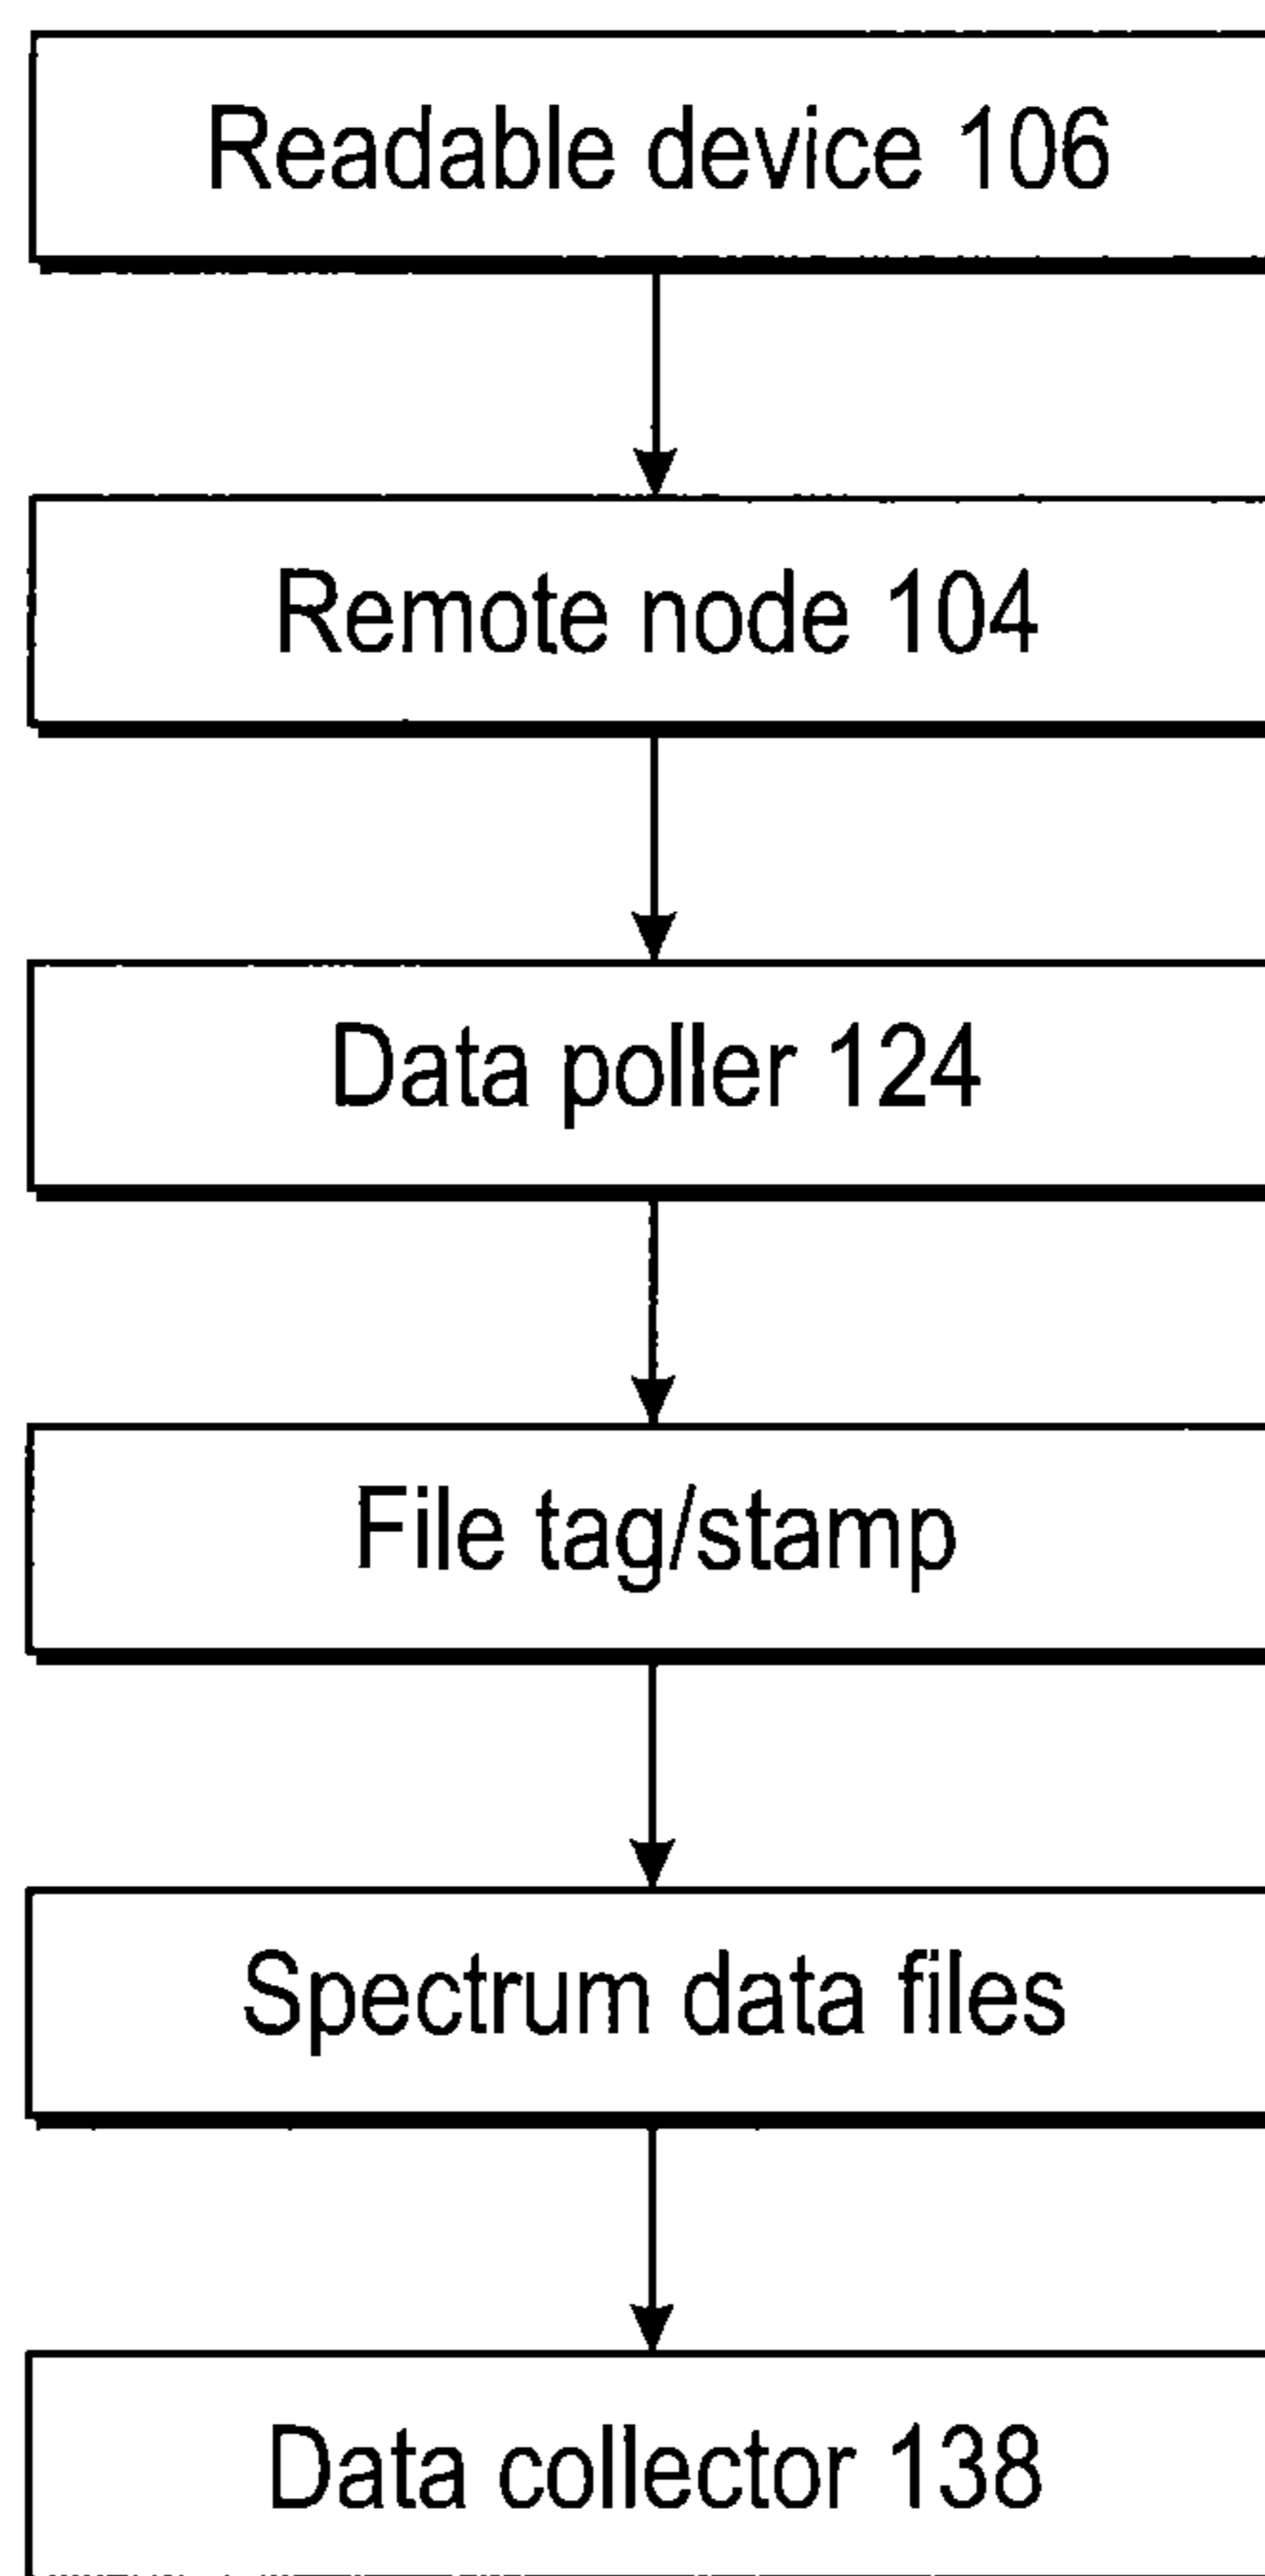 Readable device 106
Remote node 104
Data poller 124
File tag/stamp
Spectrum data files
Data collector 138